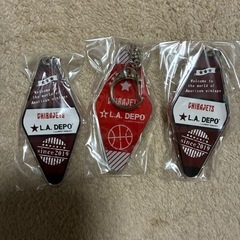 Welcome to
the world of
American vintage
CHIBAJETS
★ L.A. DEPO
since 2019
CHIBAJETS
★ L.A. DEPO
Welcome to
the world of
American vintage
CHIBAJETS
★ L.A. DEPO
since 2019